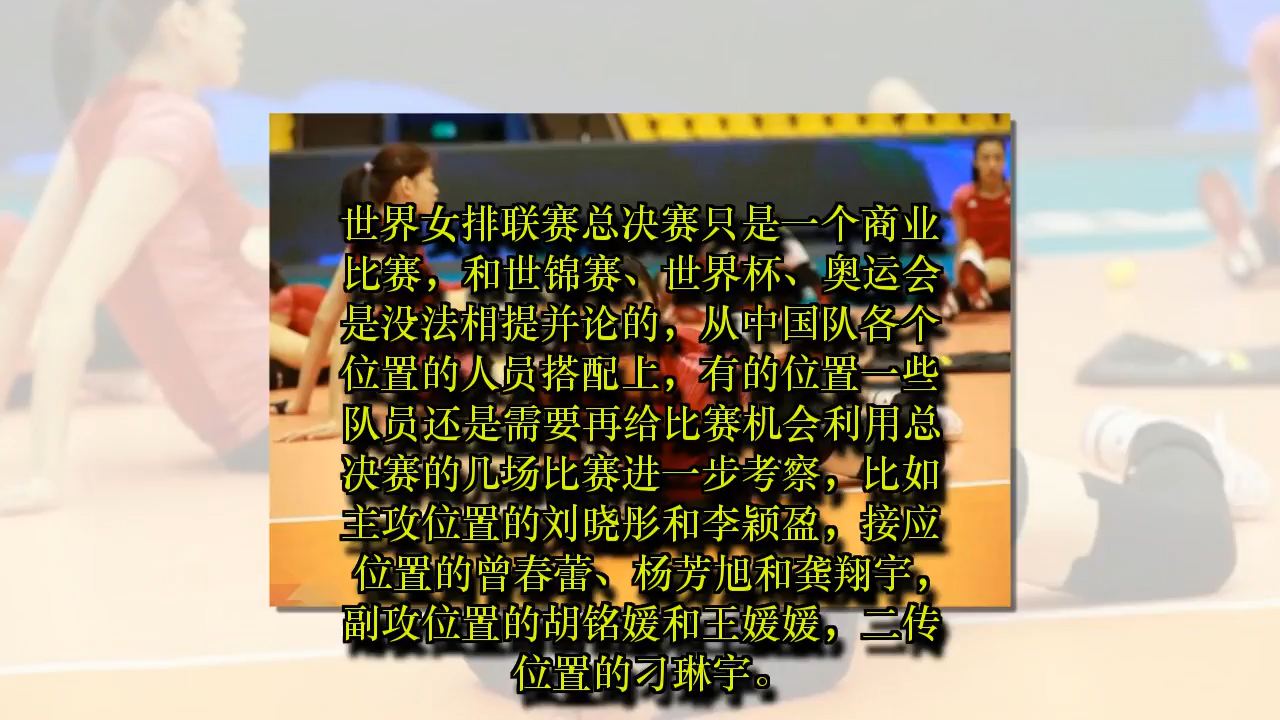 世界女排联赛总决赛只是一个商业
比赛，和世锦赛、世界杯、奥运会
是没法相提并论的，从中国队各个
位置的人员搭配上，有的位置一些
队员还是需要再给比赛机会利用总
决赛的几场比赛进一步考察，比如
主攻位置的刘晓彤和李颖盈，接应
位置的曾春蕾、杨芳旭和龚翔宇，
副攻位置的胡铭媛和王媛媛，二传
位置的刁琳宇。